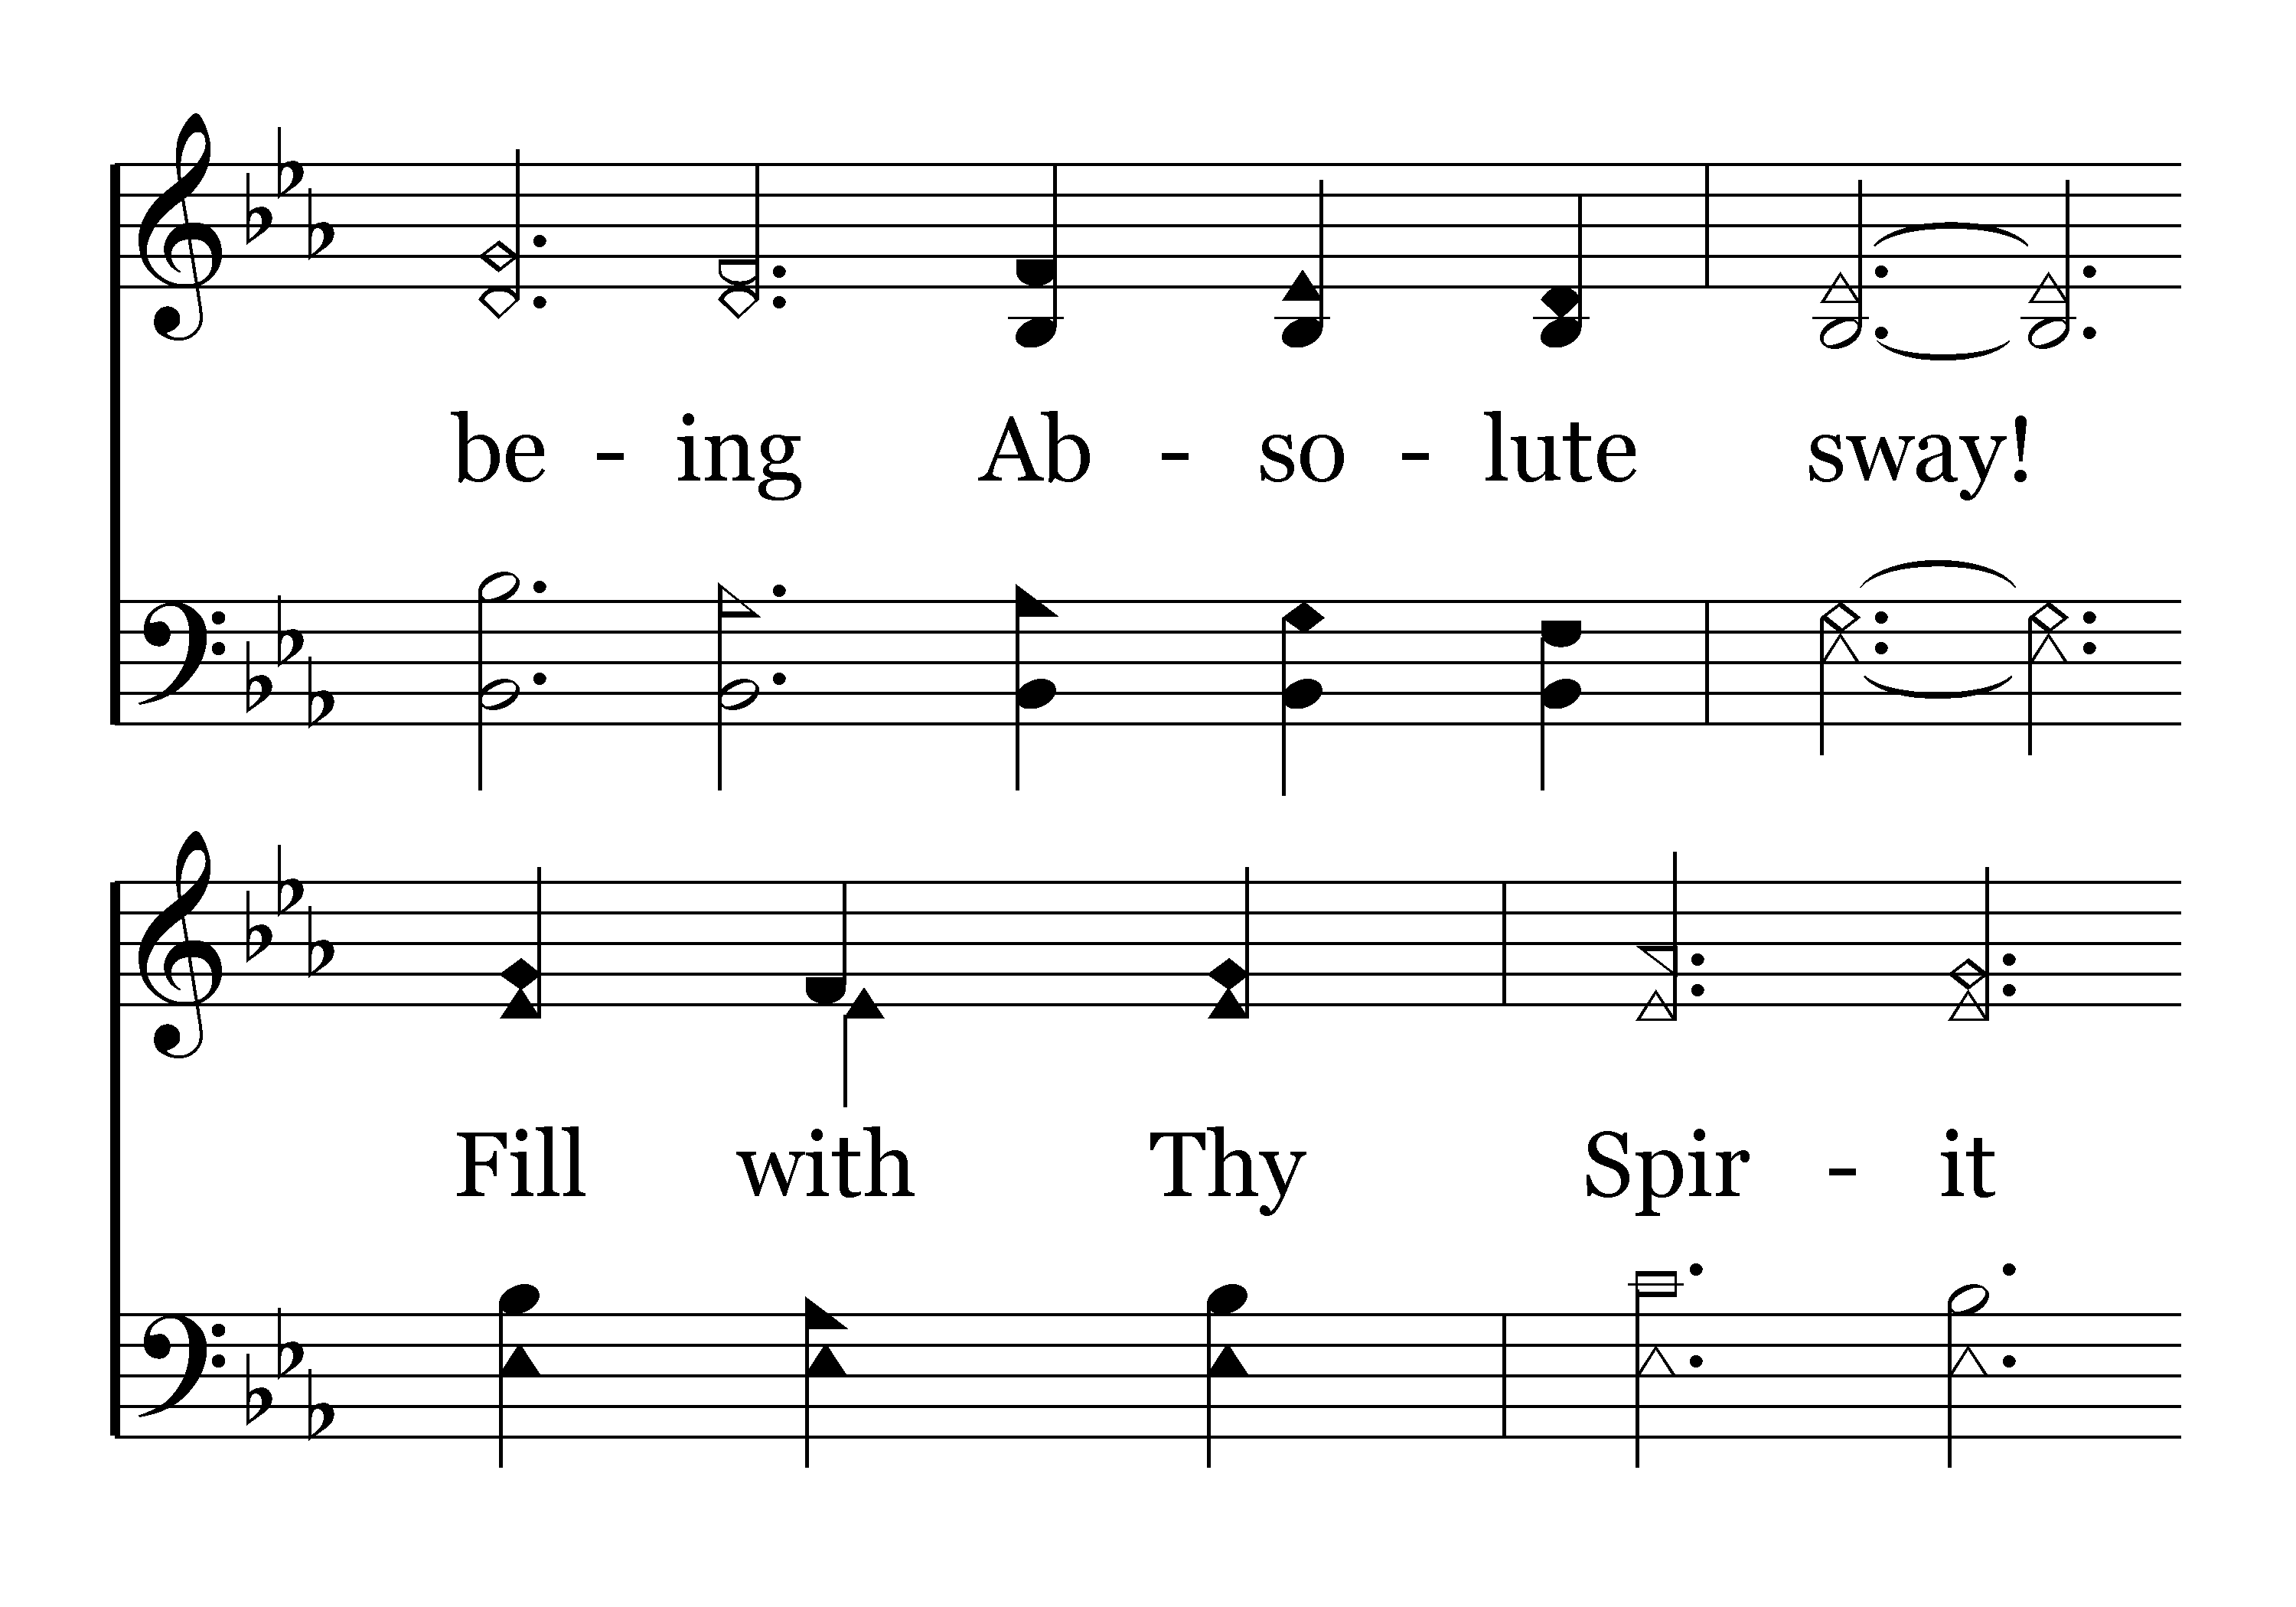 be - ing Ab - so - lute sway!
Fill with Thy Spir - it